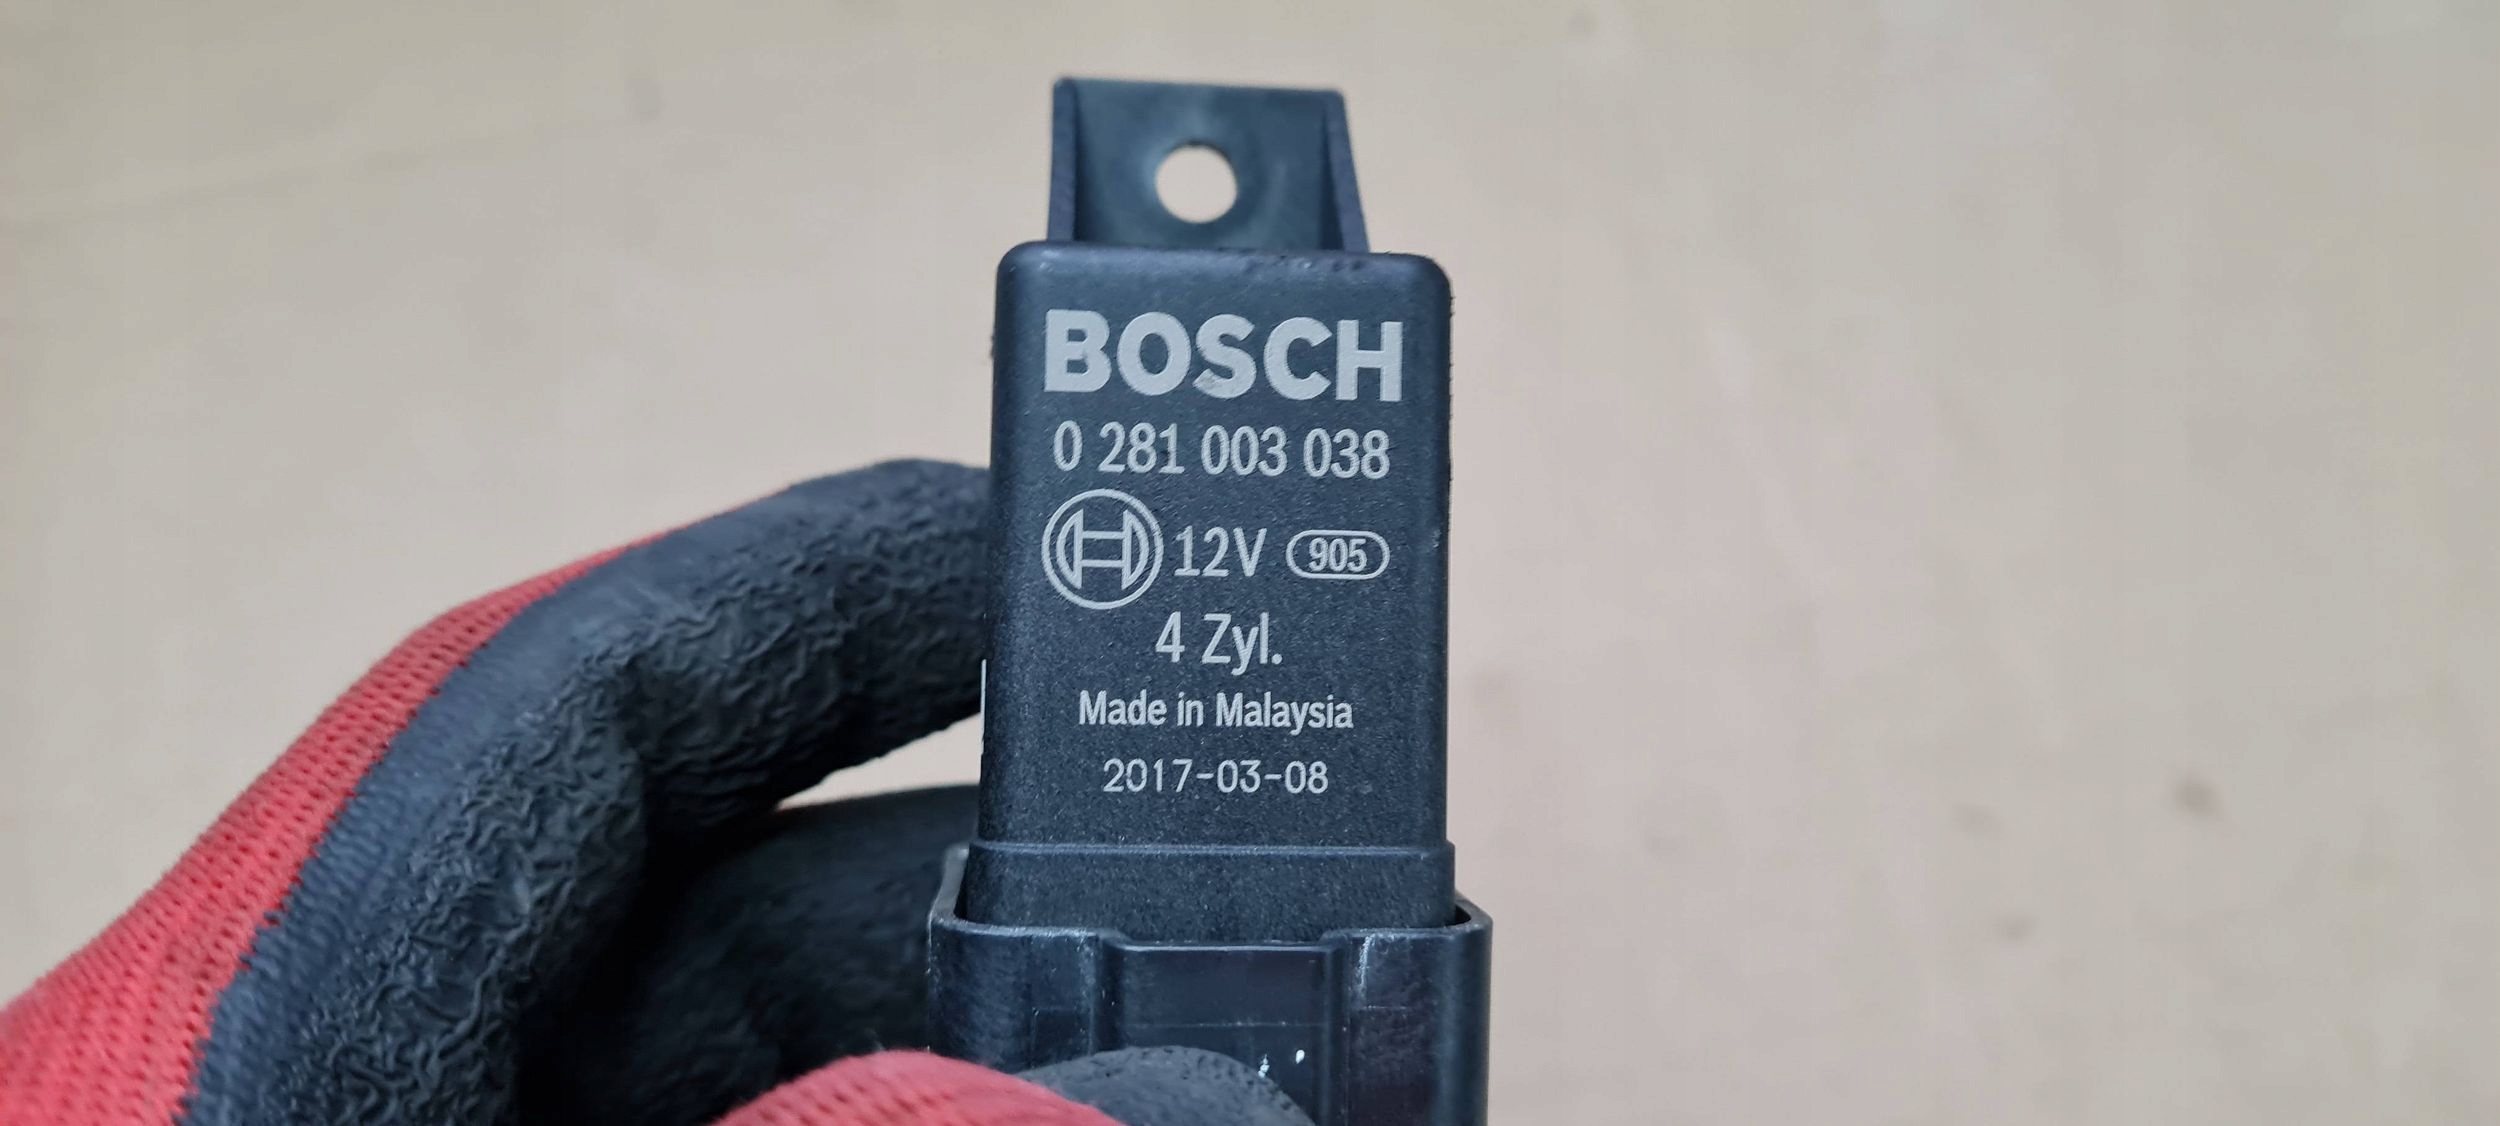 BOSCH
0 281 003 038
12V 905
4 Zyl.
Made in Malaysia
2017-03-08